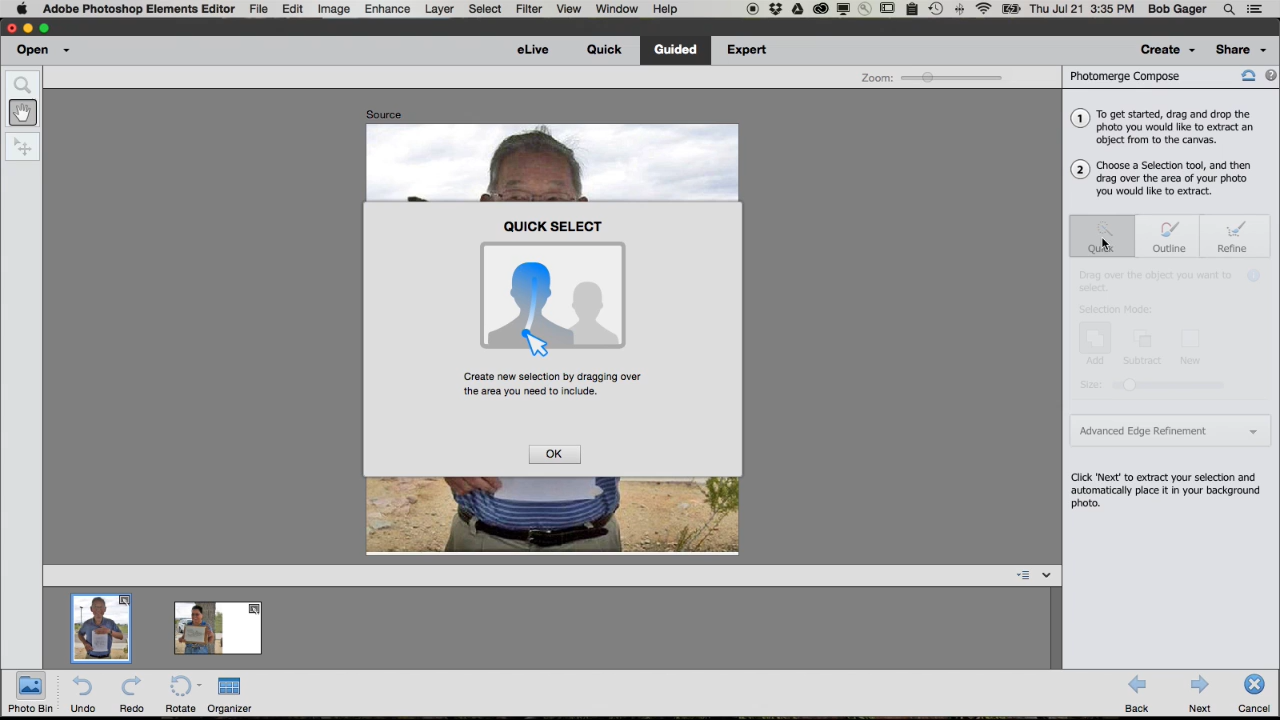 Adobe Photoshop Elements Editor File Edit Image Enhance Layer Select Filter View Window Help Thu Jul 21 3:35 PM Bob Gager
Open eLive Quick Guided Expert Create Share
Zoom: Photomerge Compose
Source
1 To get started, drag and drop the
photo you would like to extract an
object from to the canvas.
2 Choose a Selection tool, and then
drag over the area of your photo
you would like to extract.
Quick Outline Refine
Drag over the object you want to
select.
Selection Mode:
Add Subtract New
Size:
Advanced Edge Refinement
Click 'Next' to extract your selection and
automatically place it in your background
photo.
QUICK SELECT
Create new selection by dragging over
the area you need to include.
OK
Photo Bin Undo Redo Rotate Organizer Back Next Cancel